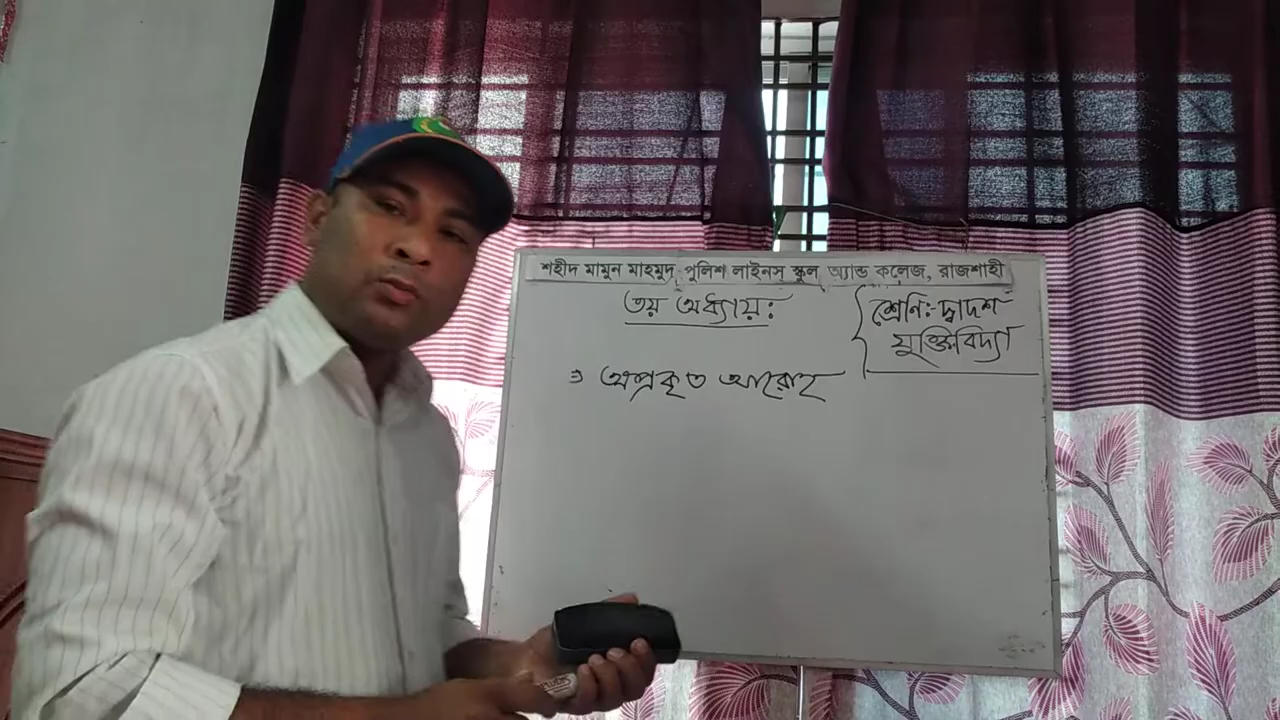 শহীদ মামুন মাহমুদ পুলিশ লাইনস্ স্কুল অ্যান্ড কলেজ, রাজশাহী
৩য় অধ্যায়ঃ
শ্রেণিঃ- দ্বাদশ
যুক্তিবিদ্যা
⇒ অপ্রকৃত আরোহ